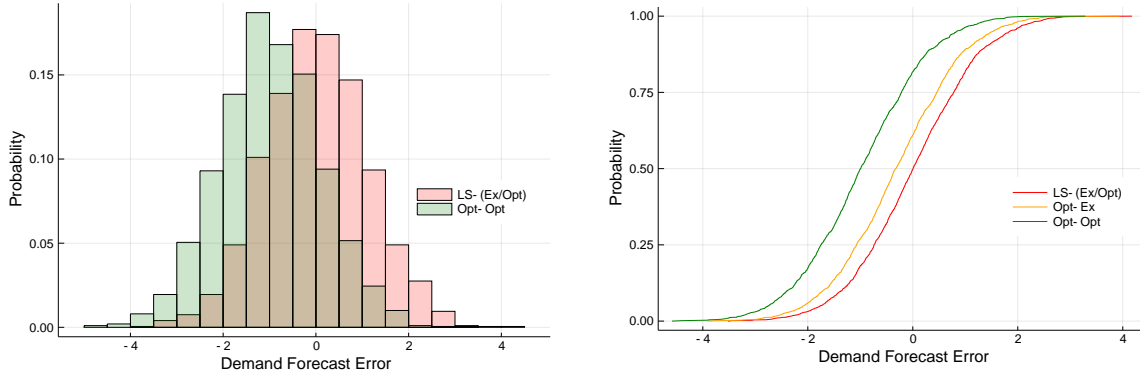 0.15
0.10
0.05
0.00
Probability
- 4
- 2
0
2
4
Demand Forecast Error
LS- (Ex/Opt)
Opt- Opt
1.00
0.75
0.50
0.25
0.00
Probability
- 4
- 2
0
2
4
Demand Forecast Error
LS- (Ex/Opt)
Opt- Ex
Opt- Opt